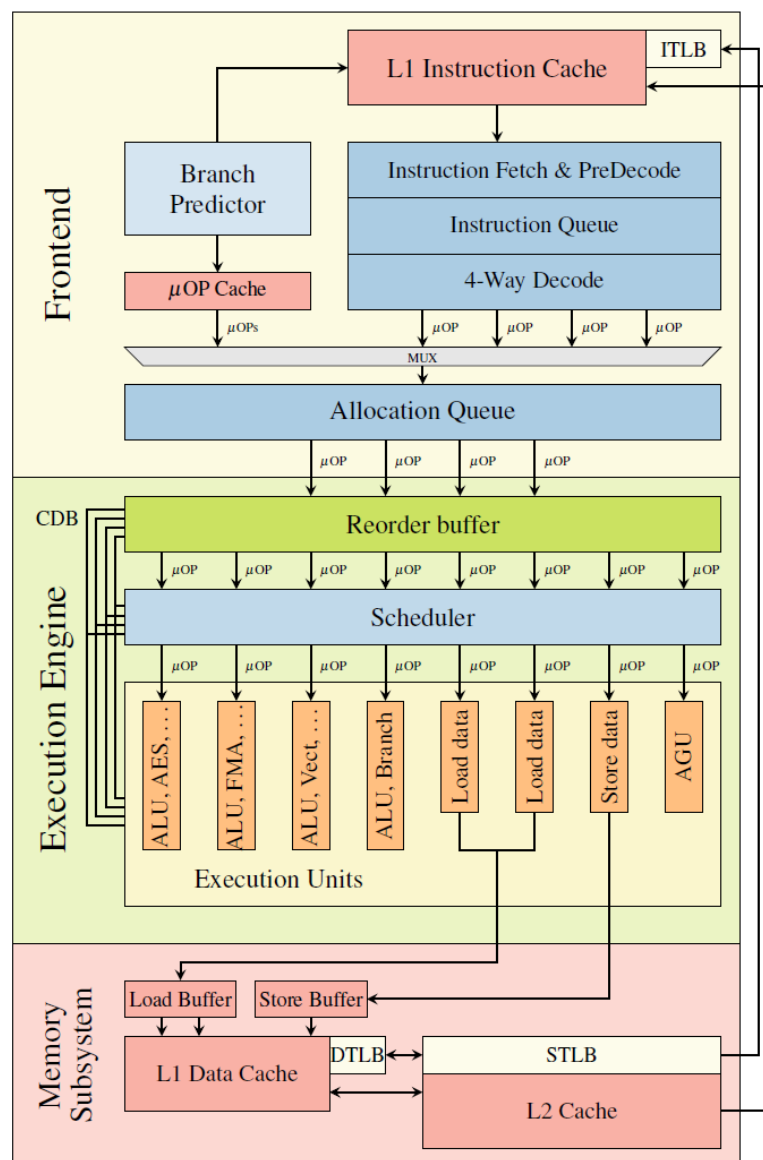 Frontend
L1 Instruction Cache
ITLB
Branch
Predictor
Instruction Fetch & PreDecode
Instruction Queue
4-Way Decode
μOP Cache
μOPs
μOP
μOP
μOP
μOP
MUX
Allocation Queue
μOP
μOP
μOP
μOP
Execution Engine
CDB
Reorder buffer
μOP
μOP
μOP
μOP
μOP
μOP
μOP
μOP
Scheduler
μOP
μOP
μOP
μOP
μOP
μOP
μOP
μOP
ALU, AES, …
ALU, FMA, …
ALU, Vect, …
ALU, Branch
Load data
Load data
Store data
AGU
Execution Units
Memory
Subsystem
Load Buffer
Store Buffer
L1 Data Cache
DTLB
STLB
L2 Cache